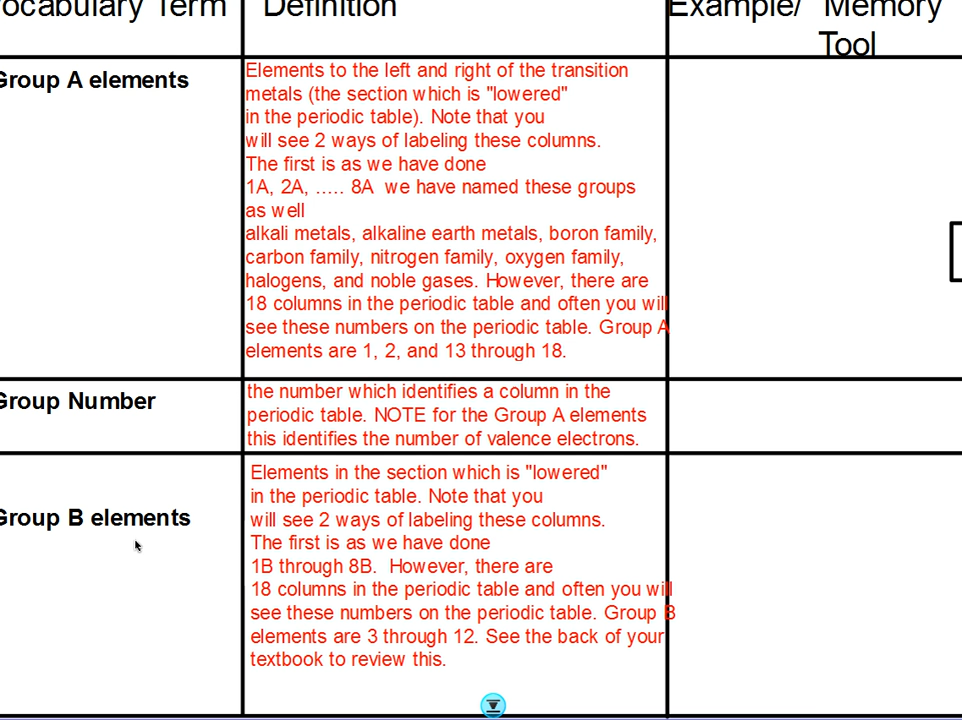 ocabulary Term Definition Example/ Memory
Tool
Group A elements
Elements to the left and right of the transition
metals (the section which is "lowered"
in the periodic table). Note that you
will see 2 ways of labeling these columns.
The first is as we have done
1A, 2A, ..... 8A we have named these groups
as well
alkali metals, alkaline earth metals, boron family,
carbon family, nitrogen family, oxygen family,
halogens, and noble gases. However, there are
18 columns in the periodic table and often you will
see these numbers on the periodic table. Group A
elements are 1, 2, and 13 through 18.
Group Number
the number which identifies a column in the
periodic table. NOTE for the Group A elements
this identifies the number of valence electrons.
Group B elements
Elements in the section which is "lowered"
in the periodic table. Note that you
will see 2 ways of labeling these columns.
The first is as we have done
1B through 8B. However, there are
18 columns in the periodic table and often you will
see these numbers on the periodic table. Group B
elements are 3 through 12. See the back of your
textbook to review this.